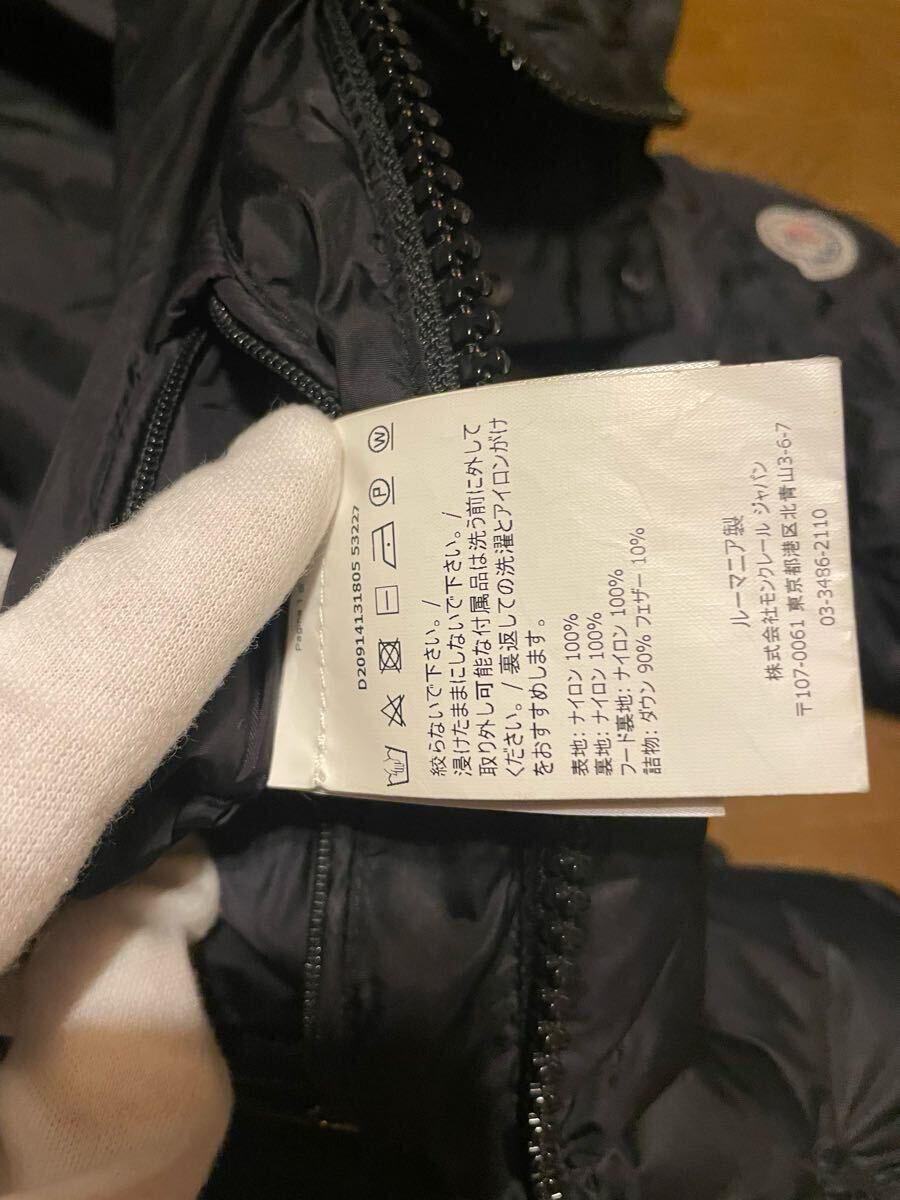 D20914131805 53227
P
W
絞らないで下さい。/
浸けたままにしないで下さい。/
取り外し可能な付属品は洗う前に外して
ください。/ 裏返しての洗濯とアイロンがけ
をおすすめします。
表地: ナイロン 100%
裏地: ナイロン 100%
フード裏地: ナイロン 100%
詰物: ダウン 90% フェザー 10%
ルーマニア製
株式会社モンクレール ジャパン
〒107-0061 東京都港区北青山3-6-7
03-3486-2110